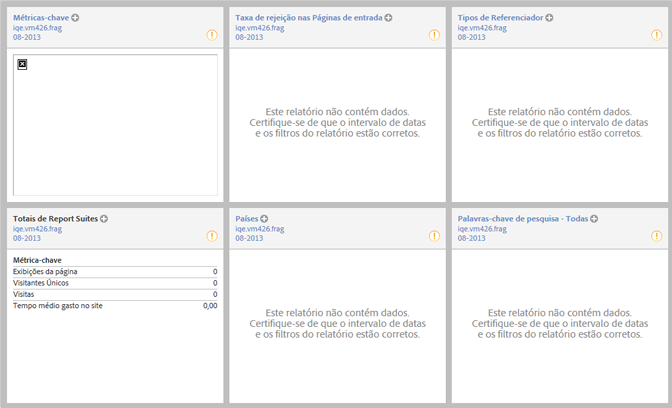 Métricas-chave
iqe.vm426.frag
08-2013
Taxa de rejeição nas Páginas de entrada
iqe.vm426.frag
08-2013
Este relatório não contém dados.
Certifique-se de que o intervalo de datas
e os filtros do relatório estão corretos.
Tipos de Referenciador
iqe.vm426.frag
08-2013
Este relatório não contém dados.
Certifique-se de que o intervalo de datas
e os filtros do relatório estão corretos.
Totais de Report Suites
iqe.vm426.frag
08-2013
Métrica-chave
Exibições da página 0
Visitantes Únicos 0
Visitas 0
Tempo médio gasto no site 0,00
Países
iqe.vm426.frag
08-2013
Este relatório não contém dados.
Certifique-se de que o intervalo de datas
e os filtros do relatório estão corretos.
Palavras-chave de pesquisa - Todas
iqe.vm426.frag
08-2013
Este relatório não contém dados.
Certifique-se de que o intervalo de datas
e os filtros do relatório estão corretos.